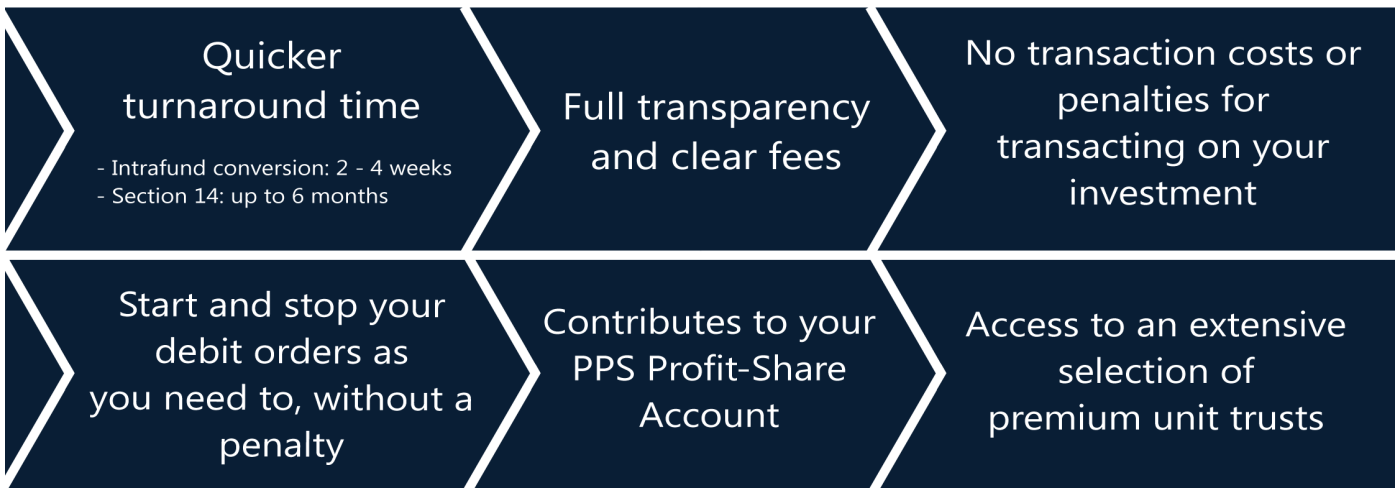 Quicker
turnaround time
- Intrafund conversion: 2 - 4 weeks
- Section 14: up to 6 months
Full transparency
and clear fees
No transaction costs or
penalties for
transacting on your
investment
Start and stop your
debit orders as
you need to, without a
penalty
Contributes to your
PPS Profit-Share
Account
Access to an extensive
selection of
premium unit trusts